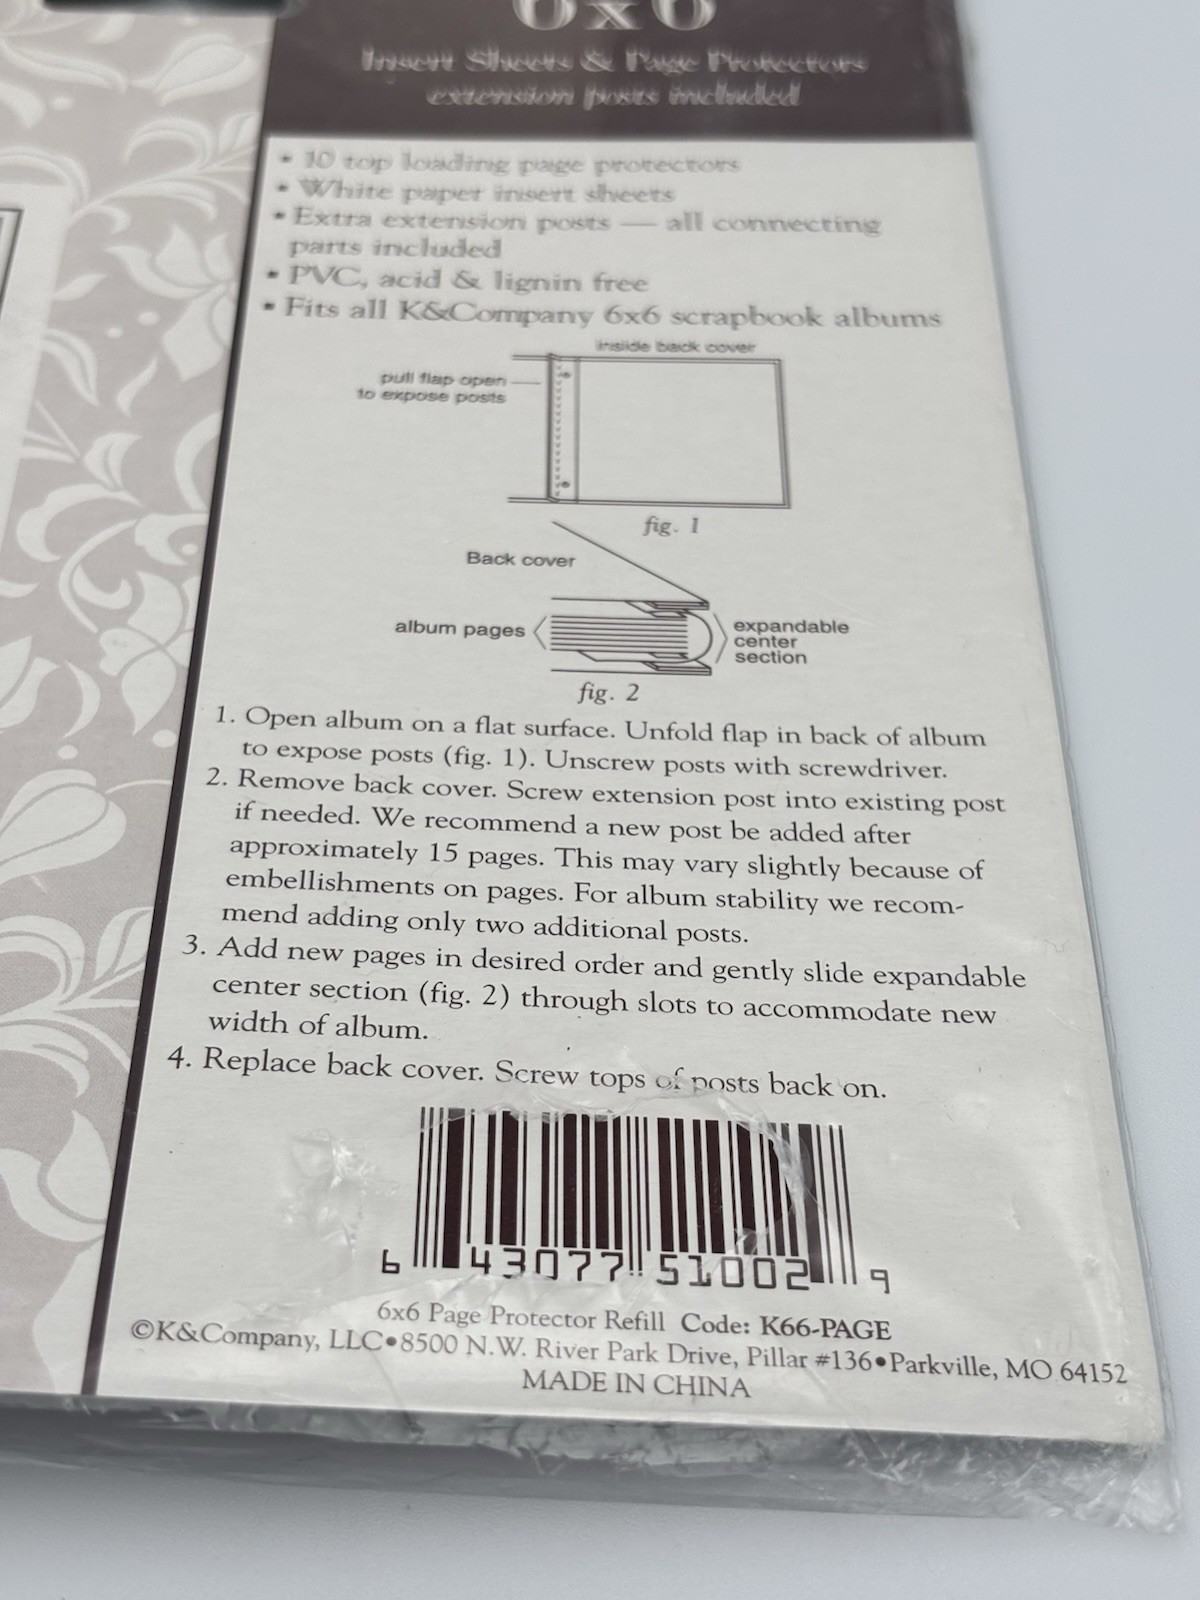 6x6
Insert Sheets & Page Protectors
extension posts included
• 10 top loading page protectors
• White paper insert sheets
• Extra extension posts — all connecting
parts included
• PVC, acid & lignin free
• Fits all K&Company 6x6 scrapbook albums
inside back cover
pull flap open
to expose posts
fig. 1
Back cover
album pages
expandable
center
section
fig. 2
1. Open album on a flat surface. Unfold flap in back of album
to expose posts (fig. 1). Unscrew posts with screwdriver.
2. Remove back cover. Screw extension post into existing post
if needed. We recommend a new post be added after
approximately 15 pages. This may vary slightly because of
embellishments on pages. For album stability we recom-
mend adding only two additional posts.
3. Add new pages in desired order and gently slide expandable
center section (fig. 2) through slots to accommodate new
width of album.
4. Replace back cover. Screw tops of posts back on.
6 43077 51002 9
6x6 Page Protector Refill Code: K66-PAGE
©K&Company, LLC•8500 N.W. River Park Drive, Pillar #136•Parkville, MO 64152
MADE IN CHINA